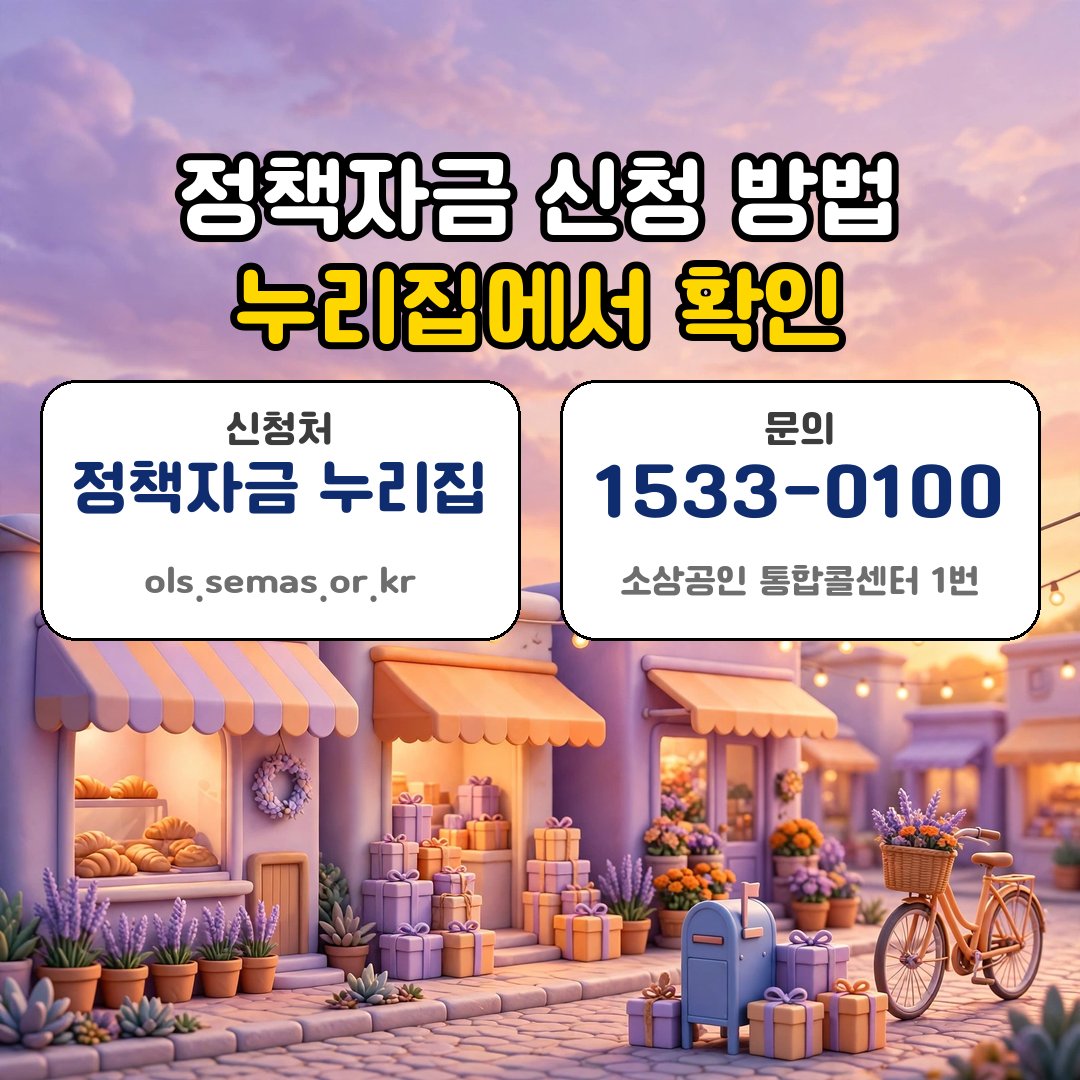 정책자금 신청 방법
누리집에서 확인
신청처
정책자금 누리집
ols.semas.or.kr
문의
1533-0100
소상공인 통합콜센터 1번